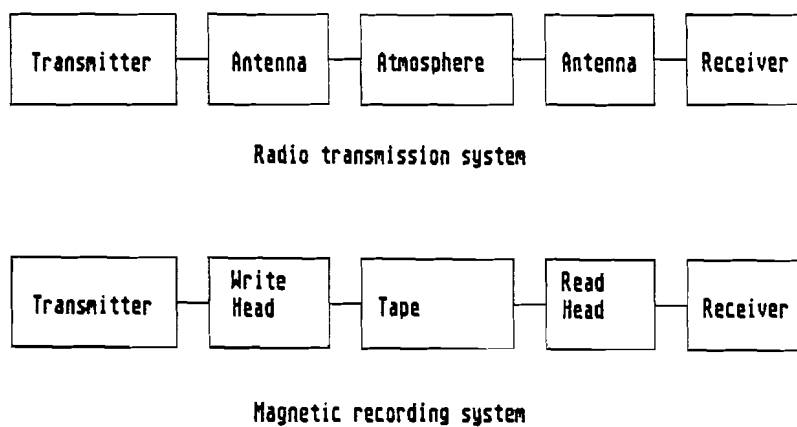 Transmitter Antenna Atmosphere Antenna Receiver
Radio transmission system
Write Read
Transmitter Head Tape Head Receiver
Magnetic recording system